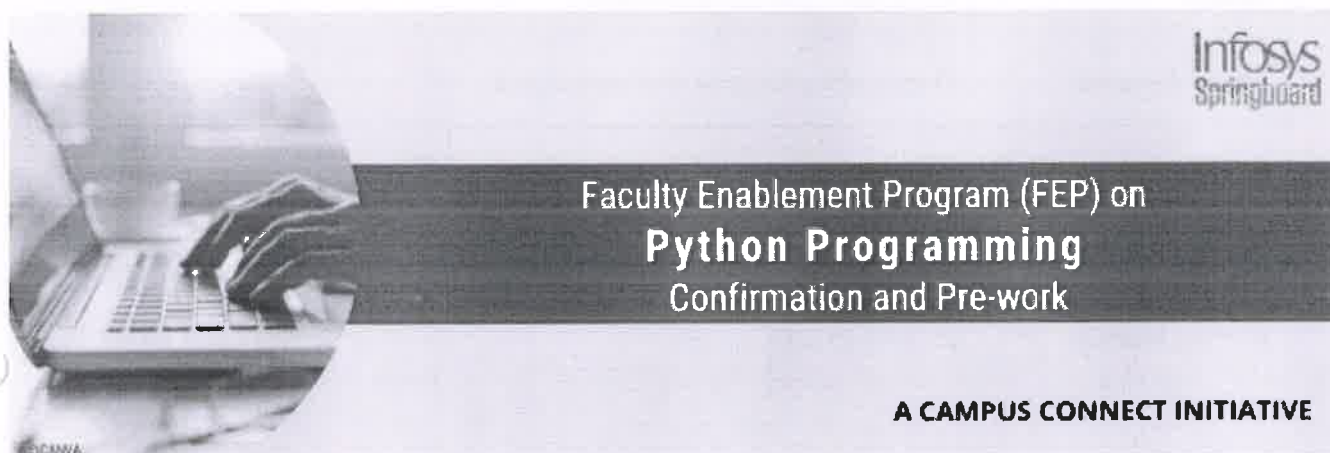 Infosys
Springboard
Faculty Enablement Program (FEP) on
Python Programming
Confirmation and Pre-work
A CAMPUS CONNECT INITIATIVE